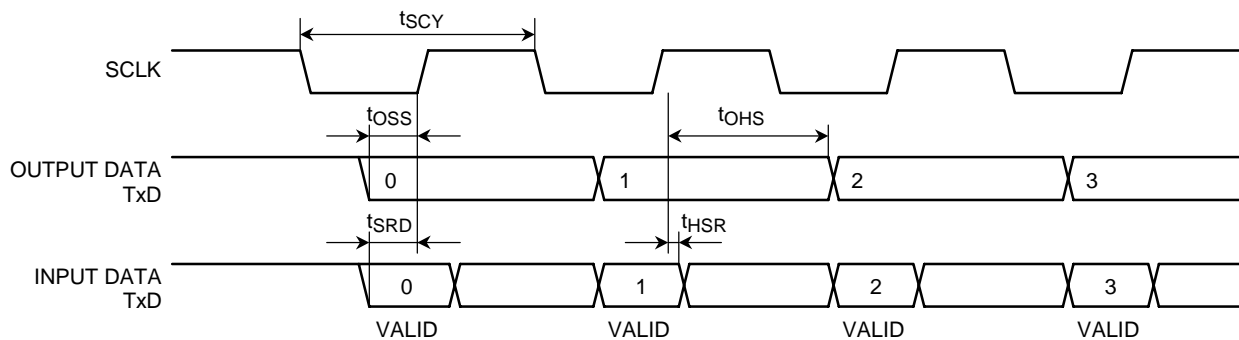 tSCY
SCLK
tOSS
tOHS
OUTPUT DATA
TxD
0
1
2
3
tSRD
tHSR
INPUT DATA
TxD
0
1
2
3
VALID
VALID
VALID
VALID